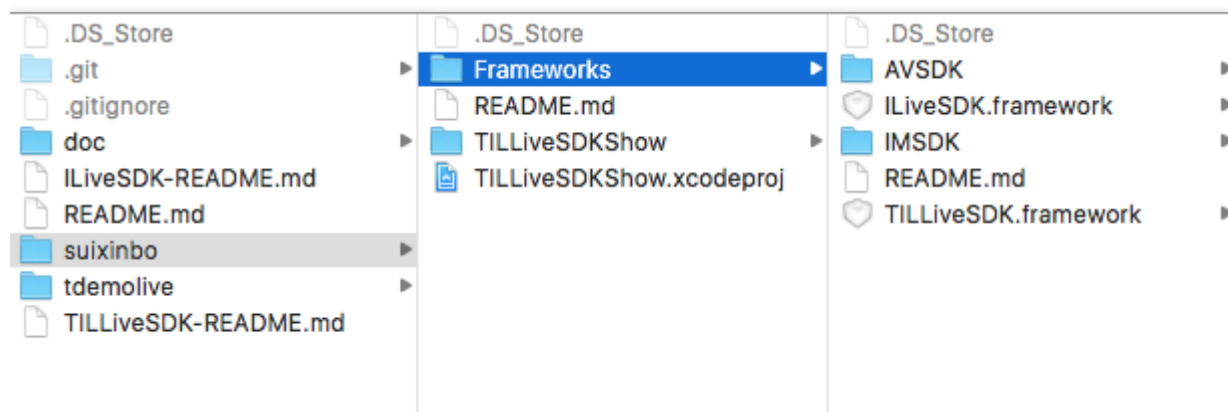 .DS_Store
.git
.gitignore
doc
ILiveSDK-README.md
README.md
suixinbo
tdemolive
TILLiveSDK-README.md
.DS_Store
Frameworks
README.md
TILLiveSDKShow
TILLiveSDKShow.xcodeproj
.DS_Store
AVSDK
ILiveSDK.framework
IMSDK
README.md
TILLiveSDK.framework